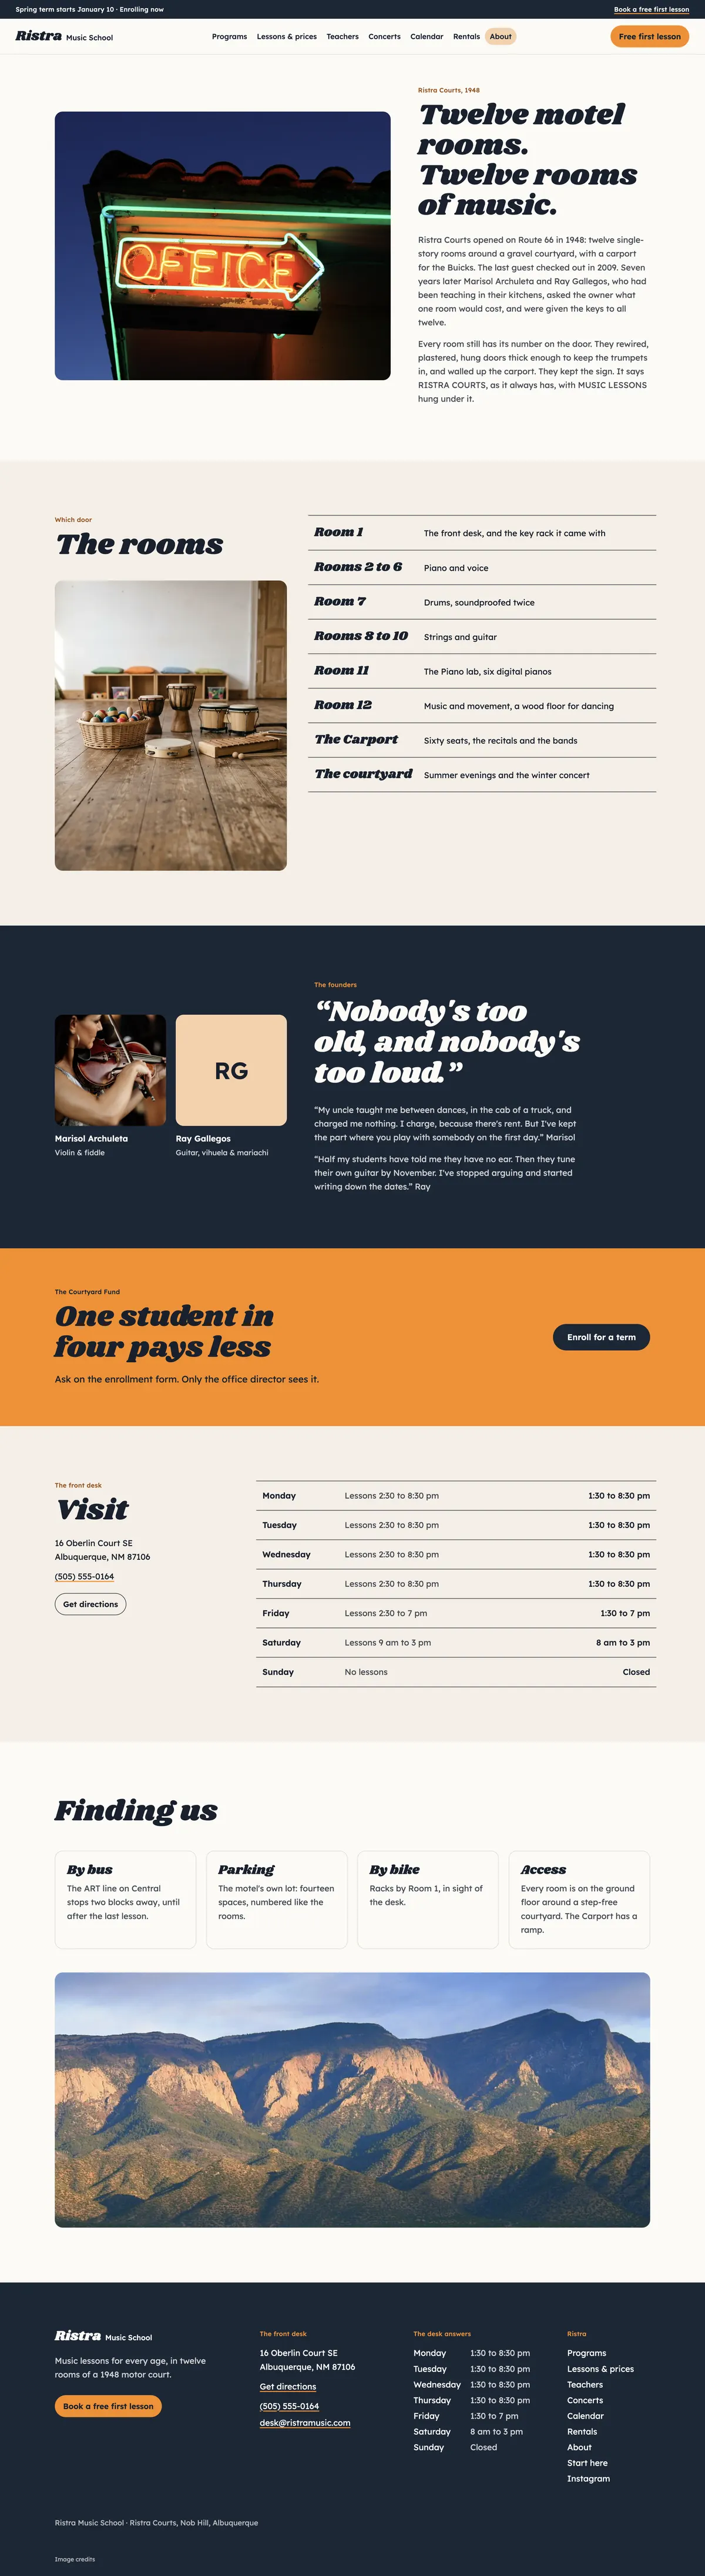 Spring term starts January 10 · Enrolling now
Book a free first lesson
Ristra Music School
Programs
Lessons & prices
Teachers
Concerts
Calendar
Rentals
About
Free first lesson
OFFICE
Ristra Courts, 1948
Twelve motel
rooms.
Twelve rooms
of music.
Ristra Courts opened on Route 66 in 1948: twelve single-
story rooms around a gravel courtyard, with a carport
for the Buicks. The last guest checked out in 2009. Seven
years later Marisol Archuleta and Ray Gallegos, who had
been teaching in their kitchens, asked the owner what
one room would cost, and were given the keys to all
twelve.
Every room still has its number on the door. They rewired,
plastered, hung doors thick enough to keep the trumpets
in, and walled up the carport. They kept the sign. It says
RISTRA COURTS, as it always has, with MUSIC LESSONS
hung under it.
Which door
The rooms
Room 1 The front desk, and the key rack it came with
Rooms 2 to 6 Piano and voice
Room 7 Drums, soundproofed twice
Rooms 8 to 10 Strings and guitar
Room 11 The Piano lab, six digital pianos
Room 12 Music and movement, a wood floor for dancing
The Carport Sixty seats, the recitals and the bands
The courtyard Summer evenings and the winter concert
RG
Marisol Archuleta
Violin & fiddle
Ray Gallegos
Guitar, vihuela & mariachi
The founders
“Nobody's too
old, and nobody's
too loud.”
“My uncle taught me between dances, in the cab of a truck, and
charged me nothing. I charge, because there's rent. But I've kept
the part where you play with somebody on the first day.” Marisol
“Half my students have told me they have no ear. Then they tune
their own guitar by November. I've stopped arguing and started
writing down the dates.” Ray
The Courtyard Fund
One student in
four pays less
Ask on the enrollment form. Only the office director sees it.
Enroll for a term
The front desk
Visit
16 Oberlin Court SE
Albuquerque, NM 87106
(505) 555-0164
Get directions
Monday Lessons 2:30 to 8:30 pm 1:30 to 8:30 pm
Tuesday Lessons 2:30 to 8:30 pm 1:30 to 8:30 pm
Wednesday Lessons 2:30 to 8:30 pm 1:30 to 8:30 pm
Thursday Lessons 2:30 to 8:30 pm 1:30 to 8:30 pm
Friday Lessons 2:30 to 7 pm 1:30 to 7 pm
Saturday Lessons 9 am to 3 pm 8 am to 3 pm
Sunday No lessons Closed
Finding us
By bus
The ART line on Central
stops two blocks away, until
after the last lesson.
Parking
The motel's own lot: fourteen
spaces, numbered like the
rooms.
By bike
Racks by Room 1, in sight of
the desk.
Access
Every room is on the ground
floor around a step-free
courtyard. The Carport has a
ramp.
Ristra Music School
Music lessons for every age, in twelve
rooms of a 1948 motor court.
Book a free first lesson
The front desk
16 Oberlin Court SE
Albuquerque, NM 87106
Get directions
(505) 555-0164
desk@ristramusic.com
The desk answers
Monday 1:30 to 8:30 pm
Tuesday 1:30 to 8:30 pm
Wednesday 1:30 to 8:30 pm
Thursday 1:30 to 8:30 pm
Friday 1:30 to 7 pm
Saturday 8 am to 3 pm
Sunday Closed
Ristra
Programs
Lessons & prices
Teachers
Concerts
Calendar
Rentals
About
Start here
Instagram
Ristra Music School · Ristra Courts, Nob Hill, Albuquerque
Image credits